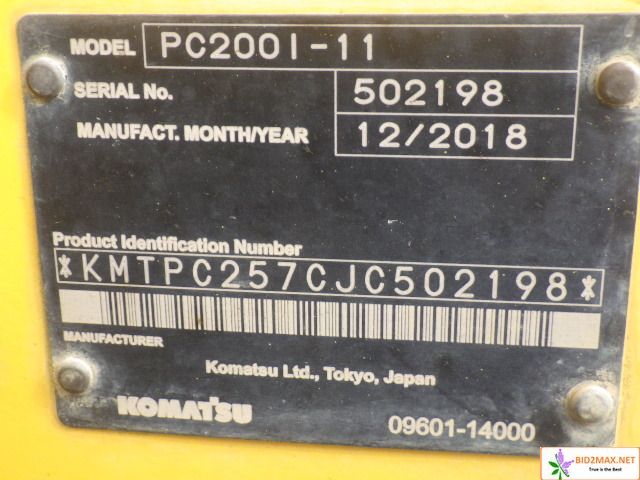 MODEL PC200I-11
SERIAL No. 502198
MANUFACT. MONTH/YEAR 12/2018
Product Identification Number
*KMTPC257CJC502198*
MANUFACTURER
Komatsu Ltd., Tokyo, Japan
KOMATSU
09601-14000
BID2MAX.NET
True is the Best